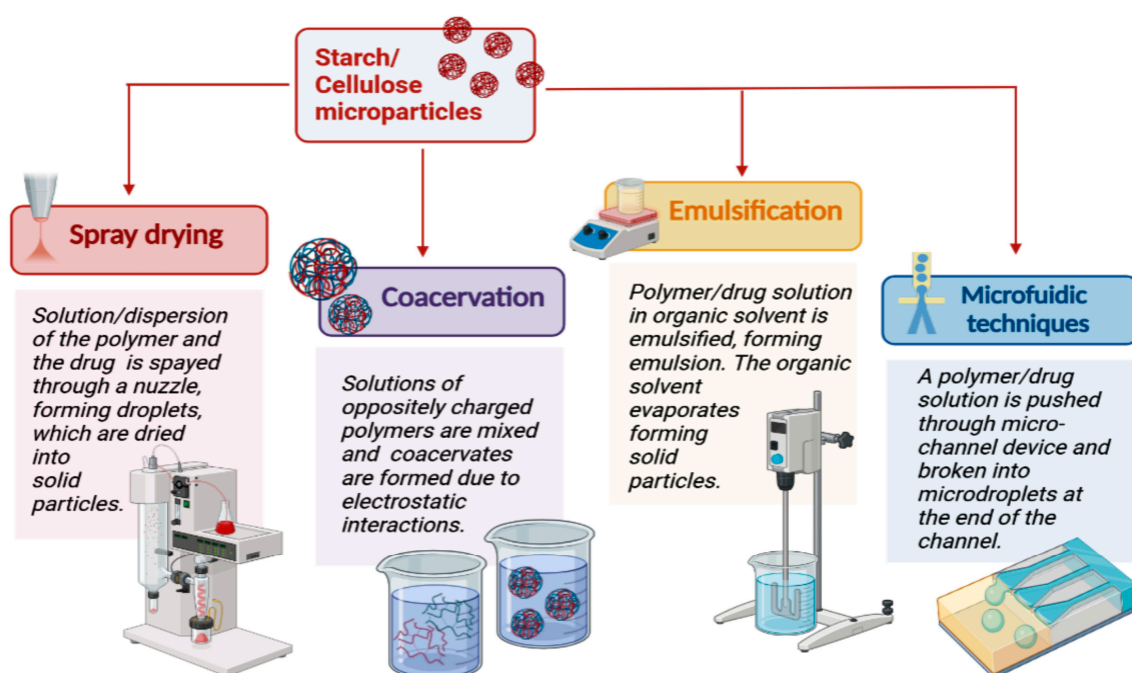 Starch/
Cellulose
microparticles
Spray drying
Solution/dispersion
of the polymer and
the drug is spayed
through a nuzzle,
forming droplets,
which are dried
into
solid
particles.
Coacervation
Solutions of
oppositely charged
polymers are mixed
and coacervates
are formed due to
electrostatic
interactions.
Emulsification
Polymer/drug solution
in organic solvent is
emulsified, forming
emulsion. The organic
solvent
evaporates
forming
solid
particles.
Microfuidic
techniques
A polymer/drug
solution is pushed
through micro-
channel device and
broken into
microdroplets at
the end of the
channel.